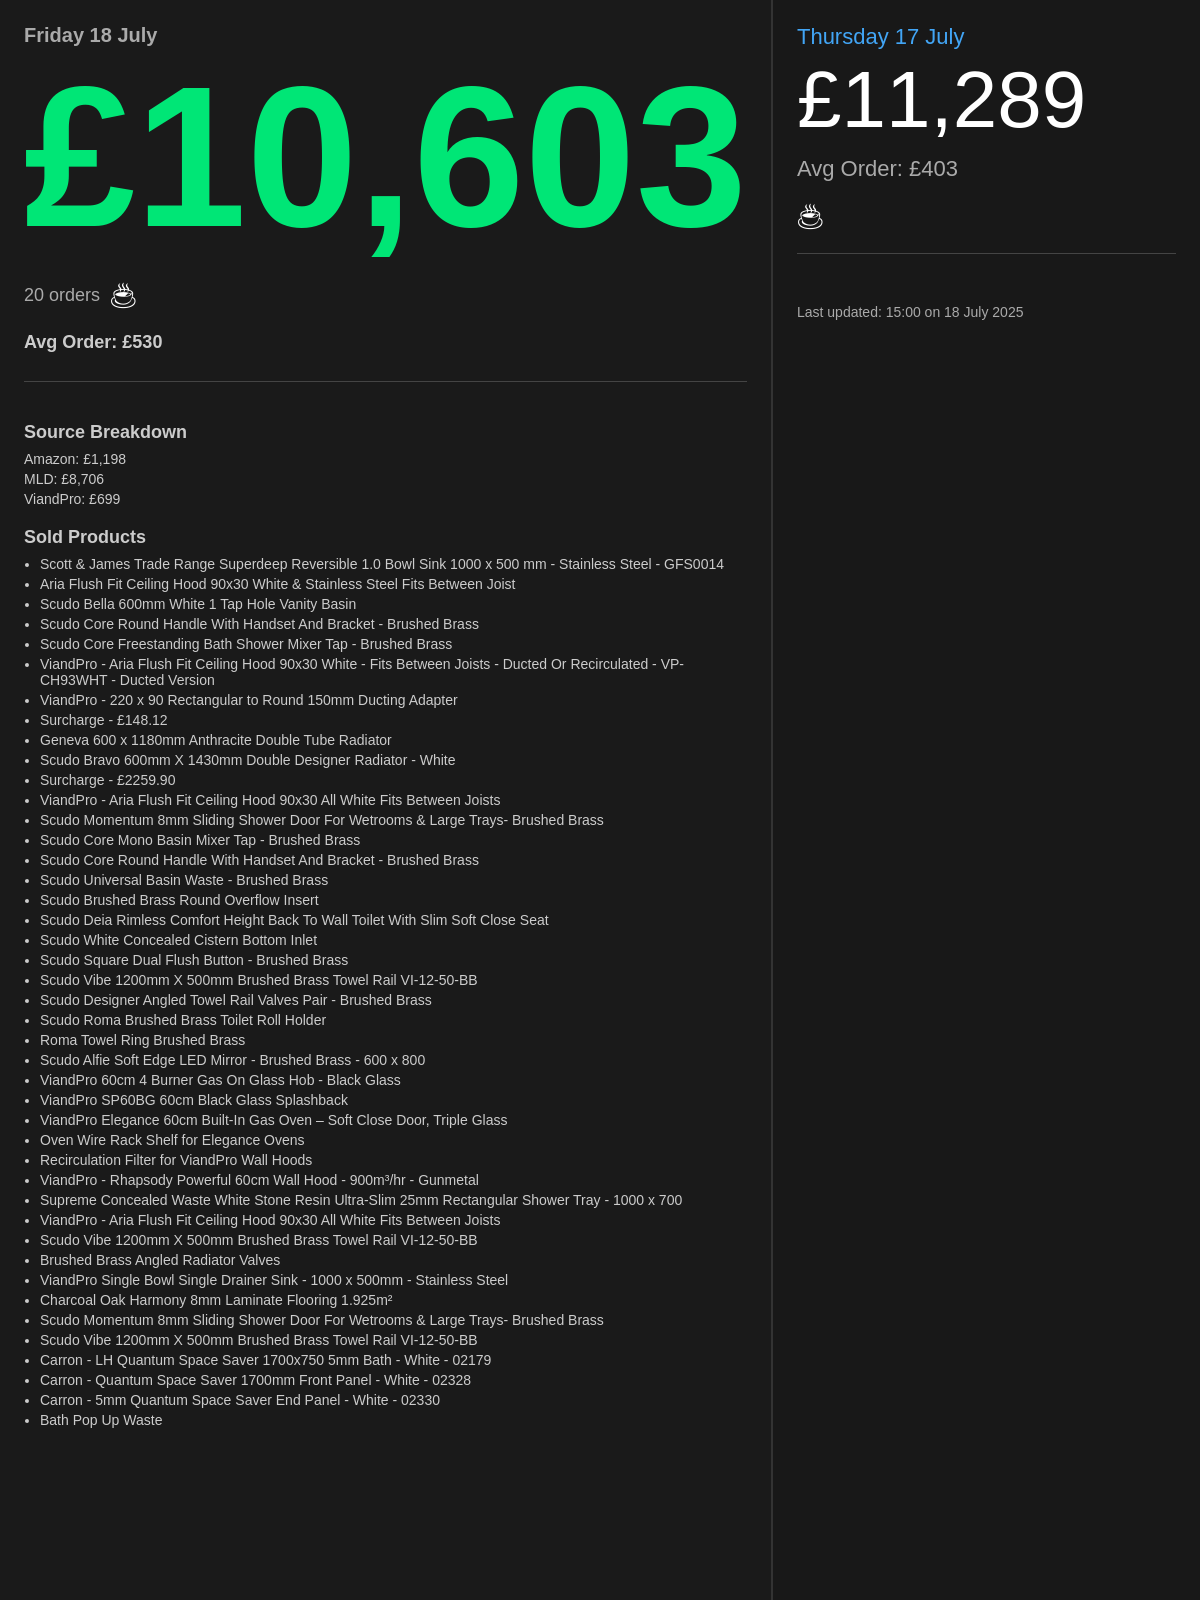 Friday 18 July
£10,603
20 orders ☕
Avg Order: £530
Source Breakdown
Amazon: £1,198
MLD: £8,706
ViandPro: £699
Sold Products
• Scott & James Trade Range Superdeep Reversible 1.0 Bowl Sink 1000 x 500 mm - Stainless Steel - GFS0014
• Aria Flush Fit Ceiling Hood 90x30 White & Stainless Steel Fits Between Joist
• Scudo Bella 600mm White 1 Tap Hole Vanity Basin
• Scudo Core Round Handle With Handset And Bracket - Brushed Brass
• Scudo Core Freestanding Bath Shower Mixer Tap - Brushed Brass
• ViandPro - Aria Flush Fit Ceiling Hood 90x30 White - Fits Between Joists - Ducted Or Recirculated - VP-
CH93WHT - Ducted Version
• ViandPro - 220 x 90 Rectangular to Round 150mm Ducting Adapter
• Surcharge - £148.12
• Geneva 600 x 1180mm Anthracite Double Tube Radiator
• Scudo Bravo 600mm X 1430mm Double Designer Radiator - White
• Surcharge - £2259.90
• ViandPro - Aria Flush Fit Ceiling Hood 90x30 All White Fits Between Joists
• Scudo Momentum 8mm Sliding Shower Door For Wetrooms & Large Trays- Brushed Brass
• Scudo Core Mono Basin Mixer Tap - Brushed Brass
• Scudo Core Round Handle With Handset And Bracket - Brushed Brass
• Scudo Universal Basin Waste - Brushed Brass
• Scudo Brushed Brass Round Overflow Insert
• Scudo Deia Rimless Comfort Height Back To Wall Toilet With Slim Soft Close Seat
• Scudo White Concealed Cistern Bottom Inlet
• Scudo Square Dual Flush Button - Brushed Brass
• Scudo Vibe 1200mm X 500mm Brushed Brass Towel Rail VI-12-50-BB
• Scudo Designer Angled Towel Rail Valves Pair - Brushed Brass
• Scudo Roma Brushed Brass Toilet Roll Holder
• Roma Towel Ring Brushed Brass
• Scudo Alfie Soft Edge LED Mirror - Brushed Brass - 600 x 800
• ViandPro 60cm 4 Burner Gas On Glass Hob - Black Glass
• ViandPro SP60BG 60cm Black Glass Splashback
• ViandPro Elegance 60cm Built-In Gas Oven – Soft Close Door, Triple Glass
• Oven Wire Rack Shelf for Elegance Ovens
• Recirculation Filter for ViandPro Wall Hoods
• ViandPro - Rhapsody Powerful 60cm Wall Hood - 900m³/hr - Gunmetal
• Supreme Concealed Waste White Stone Resin Ultra-Slim 25mm Rectangular Shower Tray - 1000 x 700
• ViandPro - Aria Flush Fit Ceiling Hood 90x30 All White Fits Between Joists
• Scudo Vibe 1200mm X 500mm Brushed Brass Towel Rail VI-12-50-BB
• Brushed Brass Angled Radiator Valves
• ViandPro Single Bowl Single Drainer Sink - 1000 x 500mm - Stainless Steel
• Charcoal Oak Harmony 8mm Laminate Flooring 1.925m²
• Scudo Momentum 8mm Sliding Shower Door For Wetrooms & Large Trays- Brushed Brass
• Scudo Vibe 1200mm X 500mm Brushed Brass Towel Rail VI-12-50-BB
• Carron - LH Quantum Space Saver 1700x750 5mm Bath - White - 02179
• Carron - Quantum Space Saver 1700mm Front Panel - White - 02328
• Carron - 5mm Quantum Space Saver End Panel - White - 02330
• Bath Pop Up Waste
Thursday 17 July
£11,289
Avg Order: £403
☕
Last updated: 15:00 on 18 July 2025